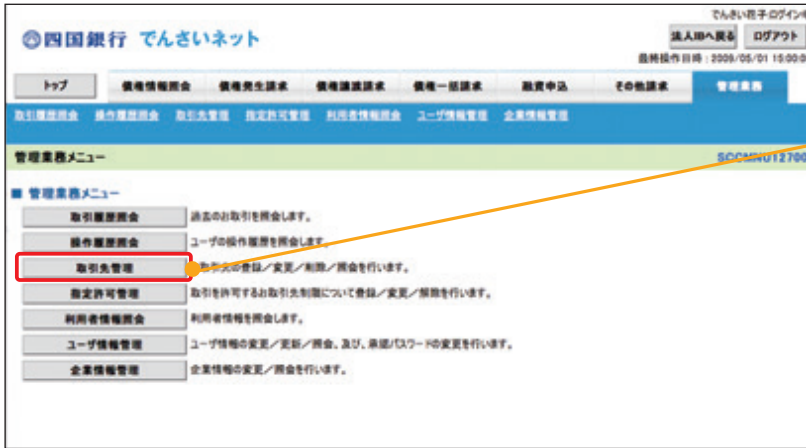 でんさい花子ログイン中
四国銀行 でんさいネット
法人IBへ戻る ログアウト
最終操作日時：2009/05/01 15:00:0
トップ 債権情報照会 債権発生請求 債権譲渡請求 債権一括請求 融資申込 その他請求 管理業務
取引履歴照会 操作履歴照会 取引先管理 指定許可管理 利用者情報照会 ユーザ情報管理 企業情報管理
管理業務メニュー SCCMNU12700
■ 管理業務メニュー
取引履歴照会 過去のお取引を照会します。
操作履歴照会 ユーザの操作履歴を照会します。
取引先管理 取引先の登録／変更／削除／照会を行います。
指定許可管理 取引を許可するお取引先制限について登録／変更／解除を行います。
利用者情報照会 利用者情報を照会します。
ユーザ情報管理 ユーザ情報の変更／更新／照会、及び、承認パスワードの変更を行います。
企業情報管理 企業情報の変更／照会を行います。